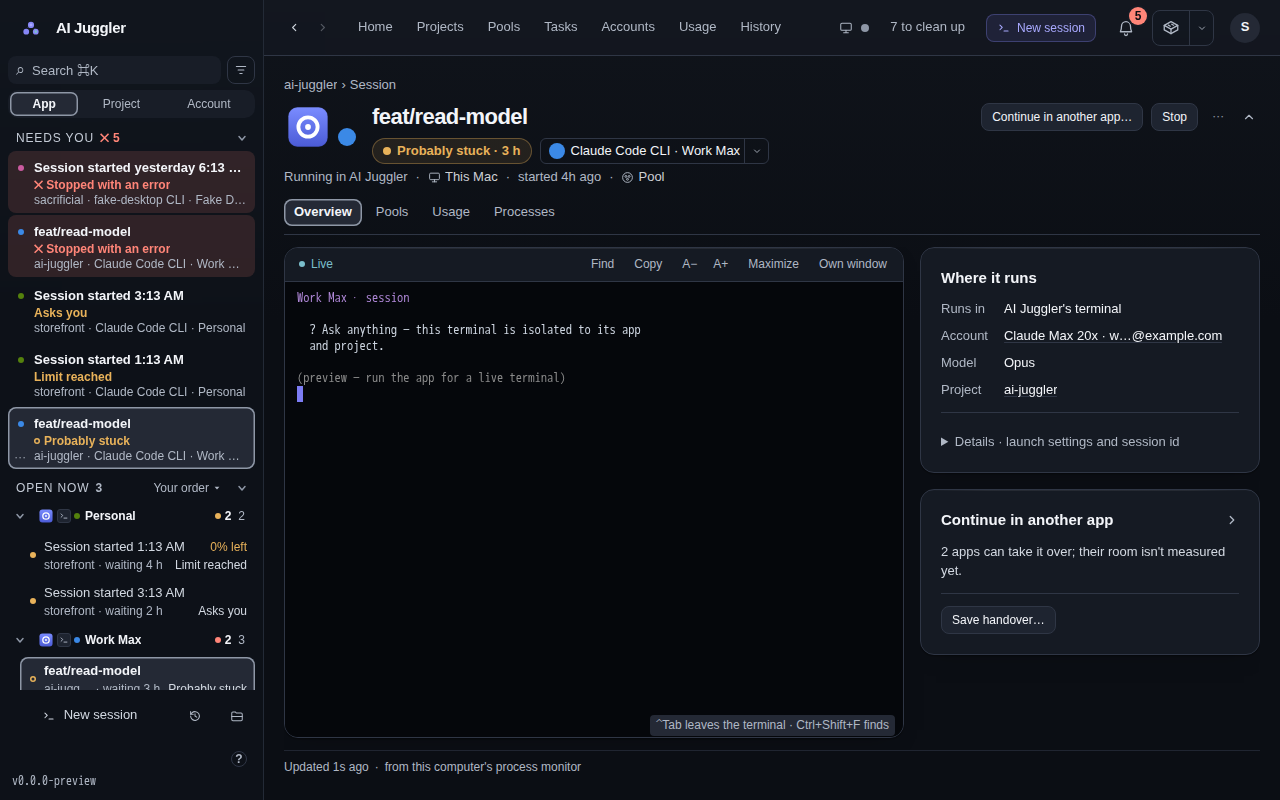 AI Juggler
Search ⌘K
App Project Account
NEEDS YOU 5
Session started yesterday 6:13 …
Stopped with an error
sacrificial · fake-desktop CLI · Fake D…
feat/read-model
Stopped with an error
ai-juggler · Claude Code CLI · Work …
Session started 3:13 AM
Asks you
storefront · Claude Code CLI · Personal
Session started 1:13 AM
Limit reached
storefront · Claude Code CLI · Personal
feat/read-model
Probably stuck
… ai-juggler · Claude Code CLI · Work …
OPEN NOW 3 Your order
Personal 2 2
Session started 1:13 AM 0% left
storefront · waiting 4 h Limit reached
Session started 3:13 AM
storefront · waiting 2 h Asks you
Work Max 2 3
feat/read-model
ai-jugg… · waiting 3 h Probably stuck
New session
?
v0.0.0-preview
Home Projects Pools Tasks Accounts Usage History
7 to clean up
New session
5
S
ai-juggler › Session
feat/read-model
Continue in another app… Stop …
Probably stuck · 3 h
Claude Code CLI · Work Max
Running in AI Juggler · This Mac · started 4h ago · Pool
Overview Pools Usage Processes
Live Find Copy A− A+ Maximize Own window
Work Max · session
? Ask anything — this terminal is isolated to its app
and project.
(preview — run the app for a live terminal)
^Tab leaves the terminal · Ctrl+Shift+F finds
Where it runs
Runs in AI Juggler's terminal
Account Claude Max 20x · w…@example.com
Model Opus
Project ai-juggler
Details · launch settings and session id
Continue in another app
2 apps can take it over; their room isn't measured
yet.
Save handover…
Updated 1s ago · from this computer's process monitor